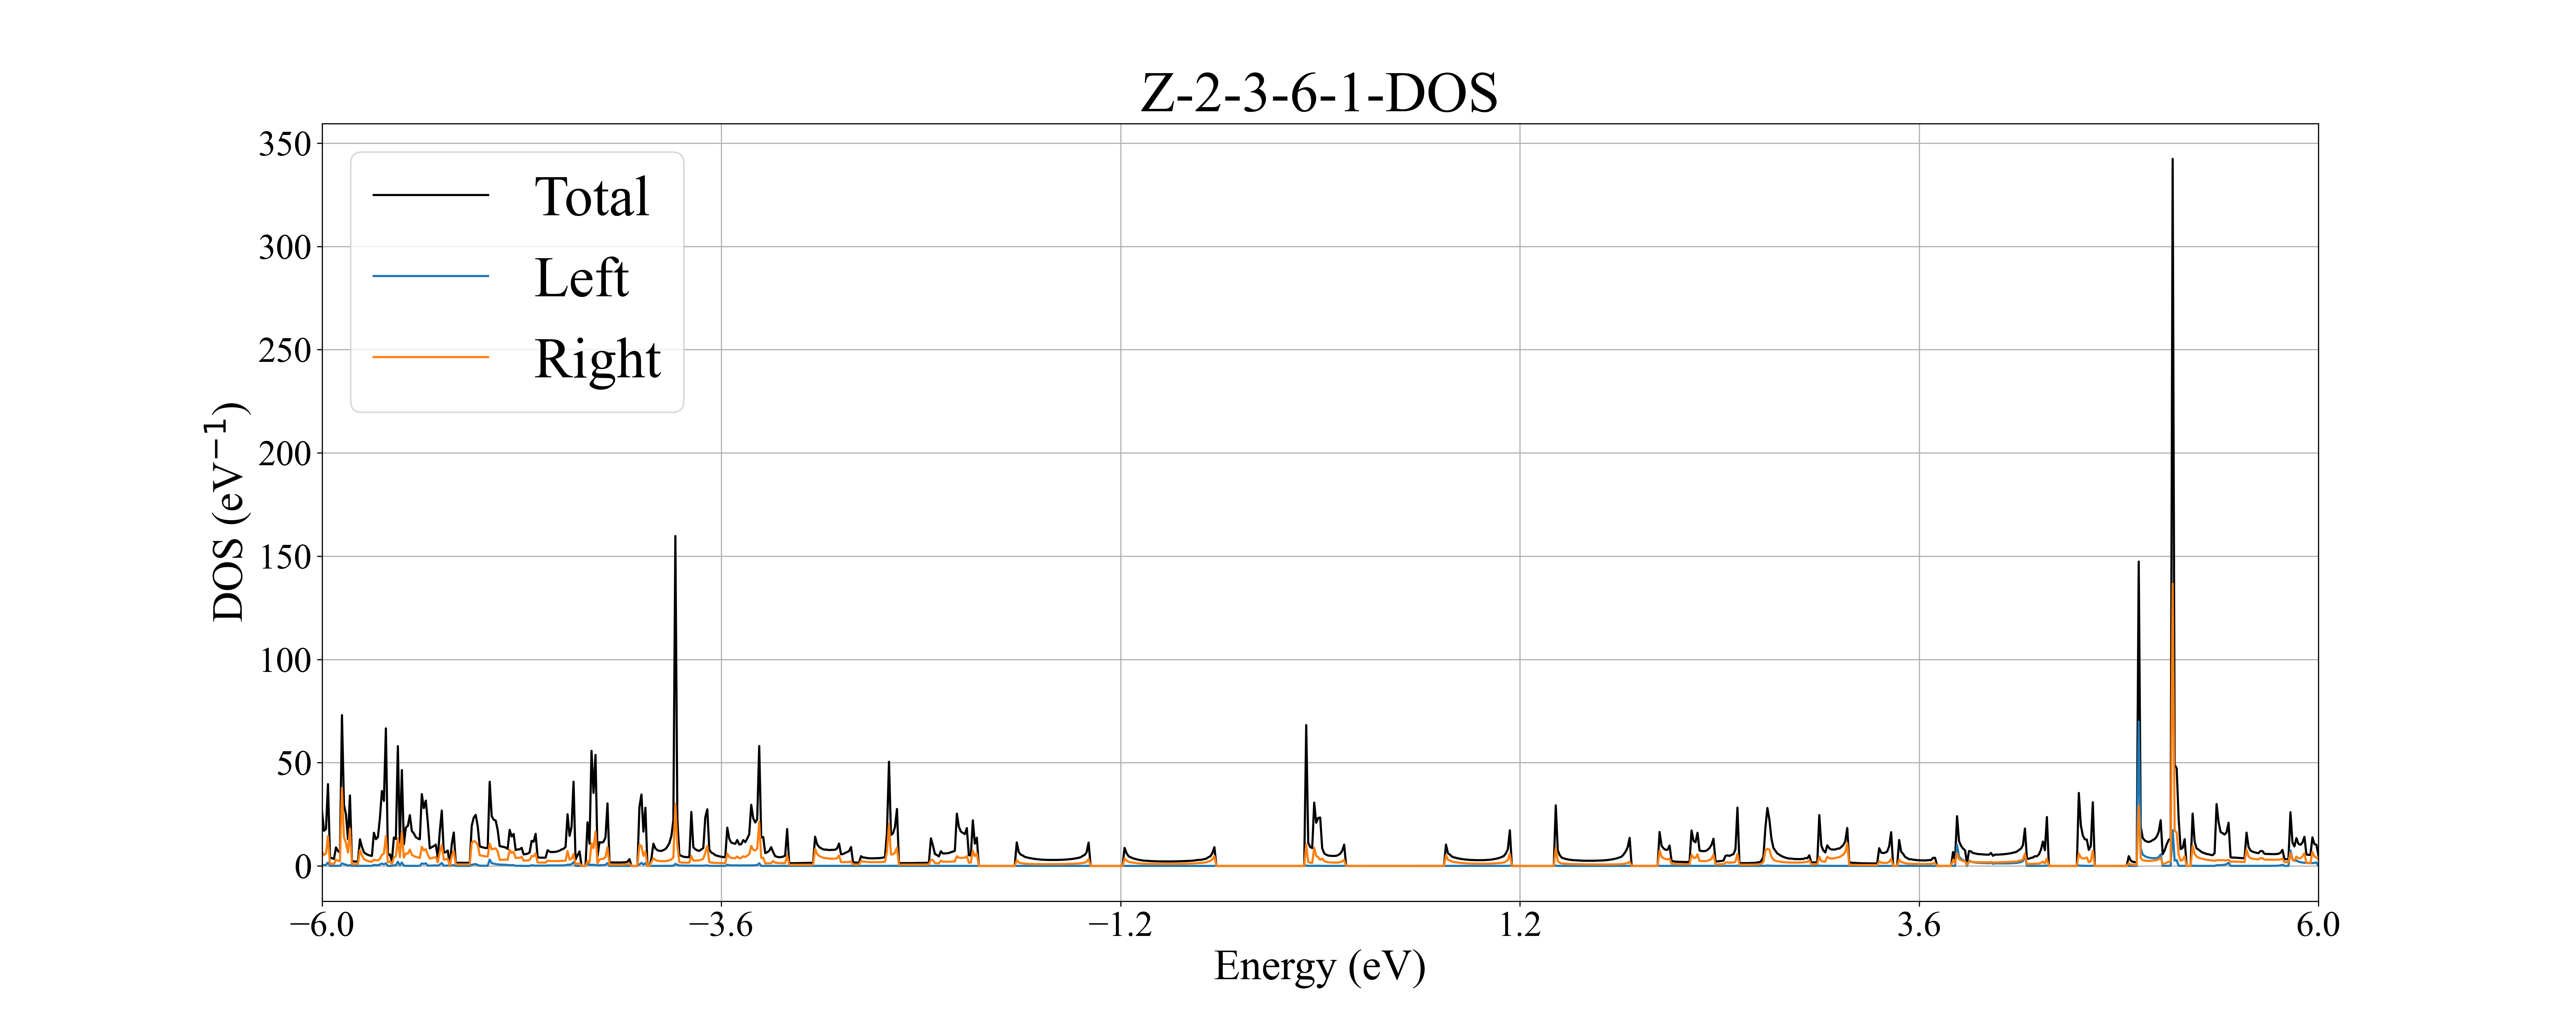 Z-2-3-6-1-DOS
350
300
250
200
150
100
50
0
DOS (eV⁻¹)
Total
Left
Right
−6.0
−3.6
−1.2
1.2
3.6
6.0
Energy (eV)